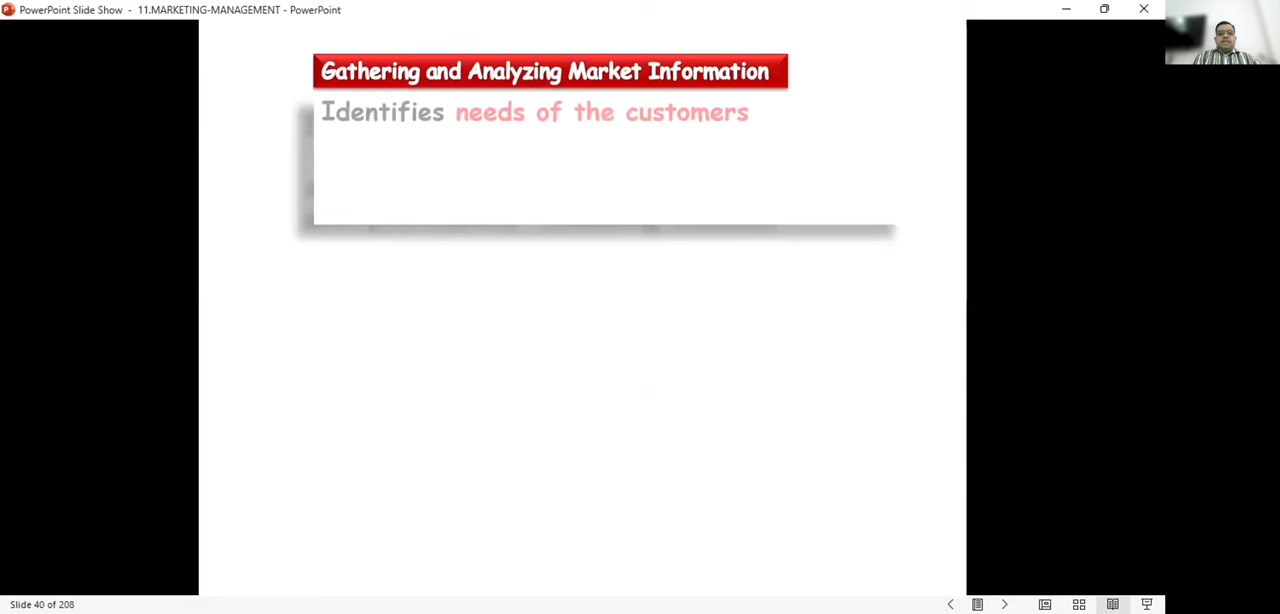 PowerPoint Slide Show - 11.MARKETING-MANAGEMENT - PowerPoint
Gathering and Analyzing Market Information
Identifies needs of the customers
Slide 40 of 208